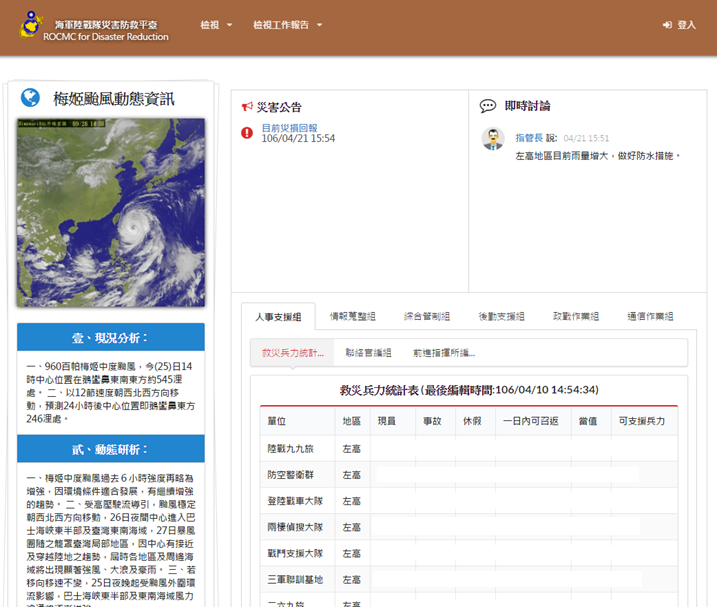 海軍陸戰隊災害防救平臺
ROCMC for Disaster Reduction
檢視
檢視工作報告
登入
梅姬颱風動態資訊
壹、現況分析：
一、960百帕梅姬中度颱風，今(25)日14
時中心位置在鵝鑾鼻東南東方約545浬
處。 二、以12節速度朝西北西方向移
動，預測24小時後中心位置即鵝鑾鼻東方
246浬處。
貳、動態研析：
一、梅姬中度颱風過去 6 小時強度再略為
增強，因環境條件適合發展，有繼續增強
的趨勢。 二、受高壓駛流導引，颱風穩定
朝西北西方向移動，26日夜間中心進入巴
士海峽東半部及臺灣東南海域，27日暴風
圈隨之籠罩臺灣局部地區，因中心有接近
及穿越陸地之趨勢，屆時各地區及周邊海
域將出現顯著強風、大浪及豪雨。 三、若
移向移速不變，25日夜晚起受颱風外圍環
流影響，巴士海峽東半部及東南海域風力
災害公告
目前災損回報
106/04/21 15:54
即時討論
指管長 說: 04/21 15:51
左高地區目前雨量增大，做好防水措施。
人事支援組 情報蒐整組 綜合管制組 後勤支援組 政戰作業組 通信作業組
救災兵力統計... 聯絡官編組 前進指揮所編...
救災兵力統計表 (最後編輯時間:106/04/10 14:54:34)
單位 地區 現員 事故 休假 一日內可召返 當值 可支援兵力
陸戰九九旅 左高
防空警衛群 左高
登陸戰車大隊 左高
兩棲偵搜大隊 左高
戰鬥支援大隊 左高
三軍聯訓基地 左高
二六九旅 左高